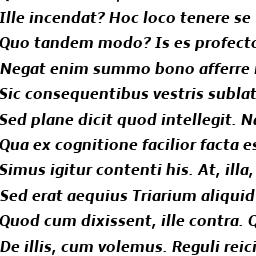 Ille incendat? Hoc loco tenere se
Quo tandem modo? Is es profecto
Negat enim summo bono afferre
Sic consequentibus vestris sublat
Sed plane dicit quod intellegit.
Qua ex cognitione facilior facta
Simus igitur contenti his. At, illa,
Sed erat aequius Triarium aliquid
Quod cum dixissent, ille contra.
De illis, cum volemus. Reguli reici